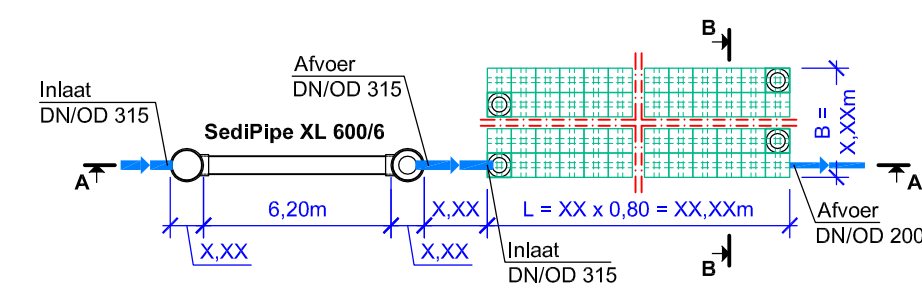 B
Afvoer
DN/OD 315
Inlaat
DN/OD 315
SediPipe XL 600/6
B =
X,XXm
A
A
6,20m
X,XX
L = XX x 0,80 = XX,XXm
Afvoer
DN/OD 200
X,XX
X,XX
Inlaat
DN/OD 315
B